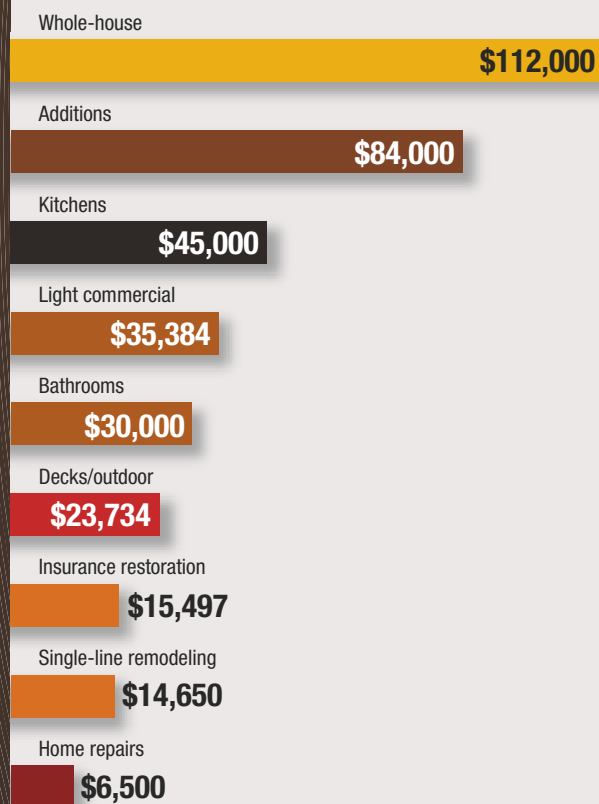 Whole-house
$112,000
Additions
$84,000
Kitchens
$45,000
Light commercial
$35,384
Bathrooms
$30,000
Decks/outdoor
$23,734
Insurance restoration
$15,497
Single-line remodeling
$14,650
Home repairs
$6,500